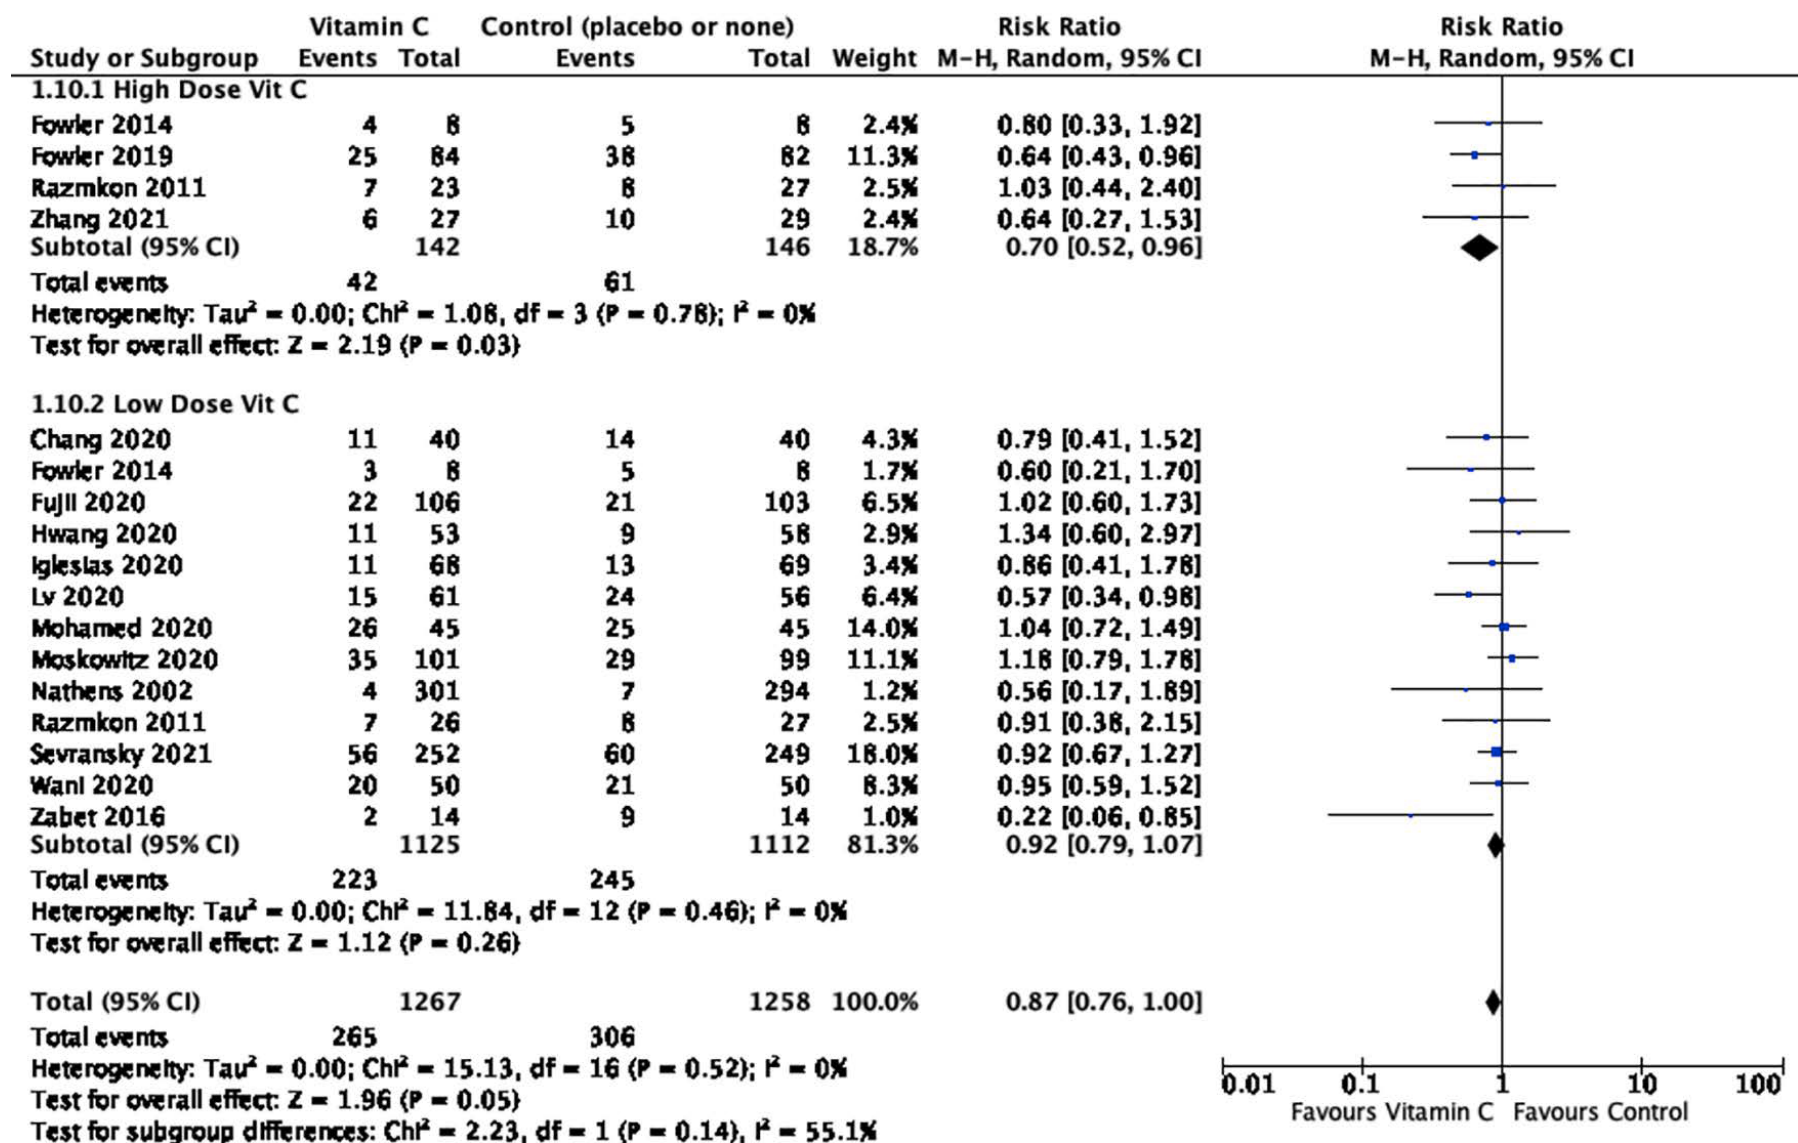 Vitamin C Control (placebo or none) Risk Ratio Risk Ratio
Study or Subgroup Events Total Events Total Weight M-H, Random, 95% CI M-H, Random, 95% CI
1.10.1 High Dose Vit C
Fowler 2014 4 8 5 8 2.4% 0.80 [0.33, 1.92]
Fowler 2019 25 84 38 82 11.3% 0.64 [0.43, 0.96]
Razmkon 2011 7 23 8 27 2.5% 1.03 [0.44, 2.40]
Zhang 2021 6 27 10 29 2.4% 0.64 [0.27, 1.53]
Subtotal (95% CI) 142 146 18.7% 0.70 [0.52, 0.96]
Total events 42 61
Heterogeneity: Tau² = 0.00; Chi² = 1.08, df = 3 (P = 0.78); I² = 0%
Test for overall effect: Z = 2.19 (P = 0.03)
1.10.2 Low Dose Vit C
Chang 2020 11 40 14 40 4.3% 0.79 [0.41, 1.52]
Fowler 2014 3 8 5 8 1.7% 0.60 [0.21, 1.70]
Fujii 2020 22 106 21 103 6.5% 1.02 [0.60, 1.73]
Hwang 2020 11 53 9 58 2.9% 1.34 [0.60, 2.97]
Iglesias 2020 11 68 13 69 3.4% 0.86 [0.41, 1.78]
Lv 2020 15 61 24 56 6.4% 0.57 [0.34, 0.98]
Mohamed 2020 26 45 25 45 14.0% 1.04 [0.72, 1.49]
Moskowitz 2020 35 101 29 99 11.1% 1.18 [0.79, 1.78]
Nathens 2002 4 301 7 294 1.2% 0.56 [0.17, 1.89]
Razmkon 2011 7 26 8 27 2.5% 0.91 [0.38, 2.15]
Sevransky 2021 56 252 60 249 18.0% 0.92 [0.67, 1.27]
Wani 2020 20 50 21 50 8.3% 0.95 [0.59, 1.52]
Zabet 2016 2 14 9 14 1.0% 0.22 [0.06, 0.85]
Subtotal (95% CI) 1125 1112 81.3% 0.92 [0.79, 1.07]
Total events 223 245
Heterogeneity: Tau² = 0.00; Chi² = 11.84, df = 12 (P = 0.46); I² = 0%
Test for overall effect: Z = 1.12 (P = 0.26)
Total (95% CI) 1267 1258 100.0% 0.87 [0.76, 1.00]
Total events 265 306
Heterogeneity: Tau² = 0.00; Chi² = 15.13, df = 16 (P = 0.52); I² = 0%
Test for overall effect: Z = 1.96 (P = 0.05)
Test for subgroup differences: Chi² = 2.23, df = 1 (P = 0.14), I² = 55.1%
0.01 0.1 1 10 100
Favours Vitamin C Favours Control